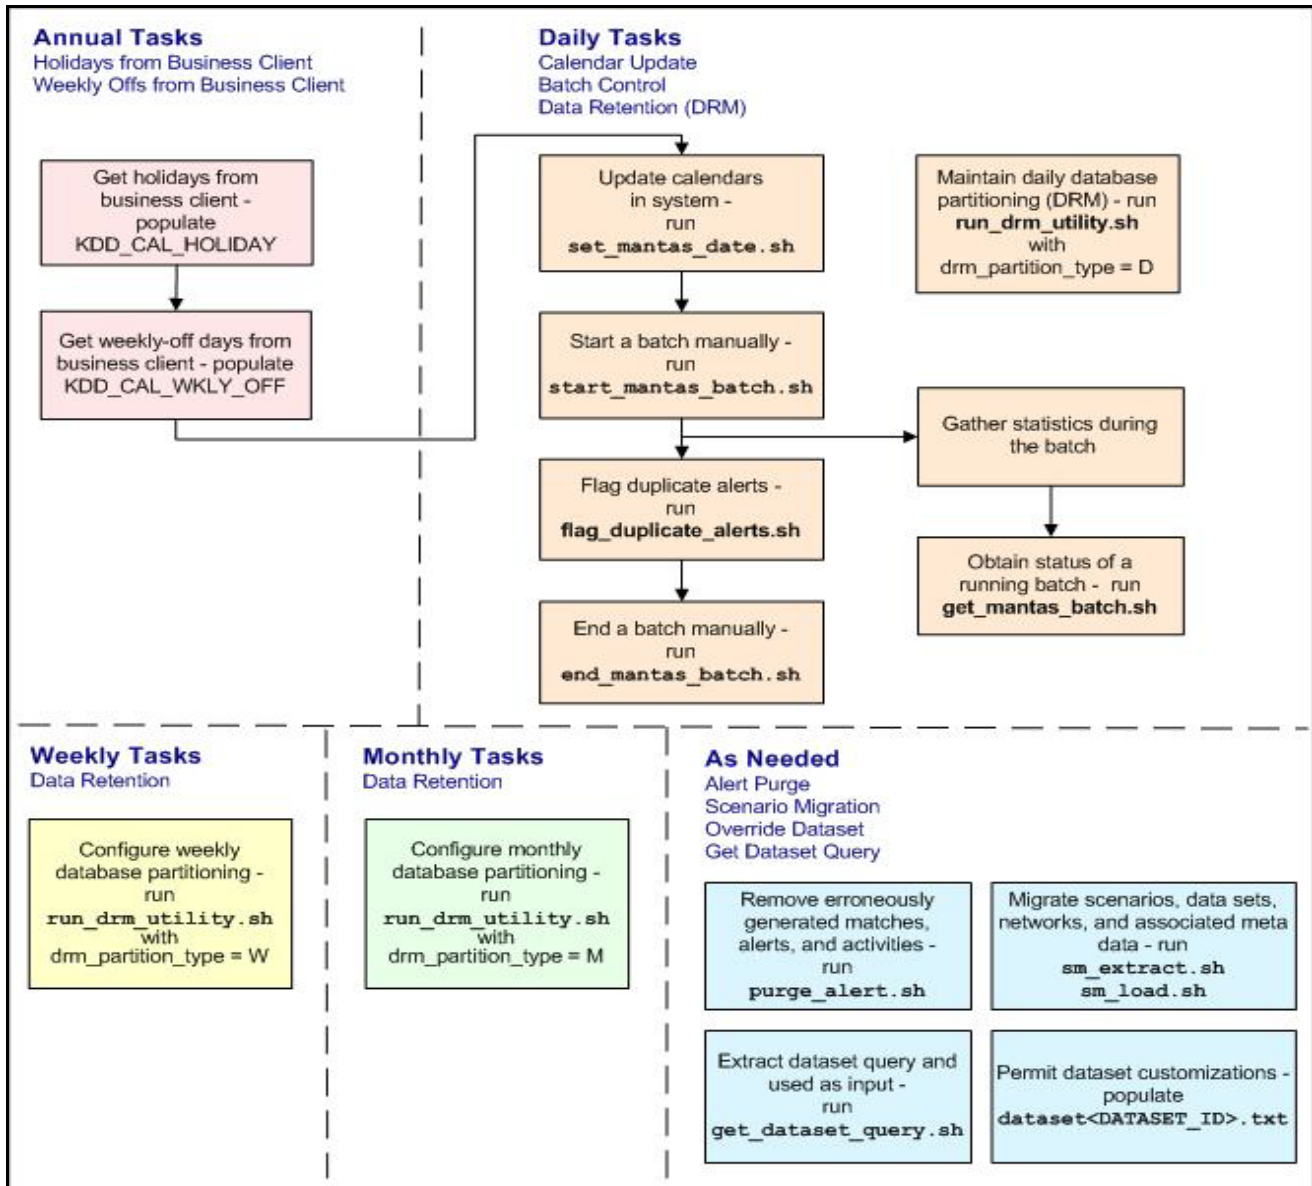 Annual Tasks
Holidays from Business Client
Weekly Offs from Business Client
Get holidays from
business client -
populate
KDD_CAL_HOLIDAY
Get weekly-off days from
business client - populate
KDD_CAL_WKLY_OFF
Daily Tasks
Calendar Update
Batch Control
Data Retention (DRM)
Update calendars
in system -
run
set_mantas_date.sh
Start a batch manually -
run
start_mantas_batch.sh
Flag duplicate alerts -
run
flag_duplicate_alerts.sh
End a batch manually -
run
end_mantas_batch.sh
Maintain daily database
partitioning (DRM) - run
run_drm_utility.sh
with
drm_partition_type = D
Gather statistics during
the batch
Obtain status of a
running batch - run
get_mantas_batch.sh
Weekly Tasks
Data Retention
Configure weekly
database partitioning -
run
run_drm_utility.sh
with
drm_partition_type = W
Monthly Tasks
Data Retention
Configure monthly
database partitioning -
run
run_drm_utility.sh
with
drm_partition_type = M
As Needed
Alert Purge
Scenario Migration
Override Dataset
Get Dataset Query
Remove erroneously
generated matches,
alerts, and activities -
run
purge_alert.sh
Migrate scenarios, data sets,
networks, and associated meta
data - run
sm_extract.sh
sm_load.sh
Extract dataset query and
used as input -
run
get_dataset_query.sh
Permit dataset customizations -
populate
dataset<DATASET_ID>.txt